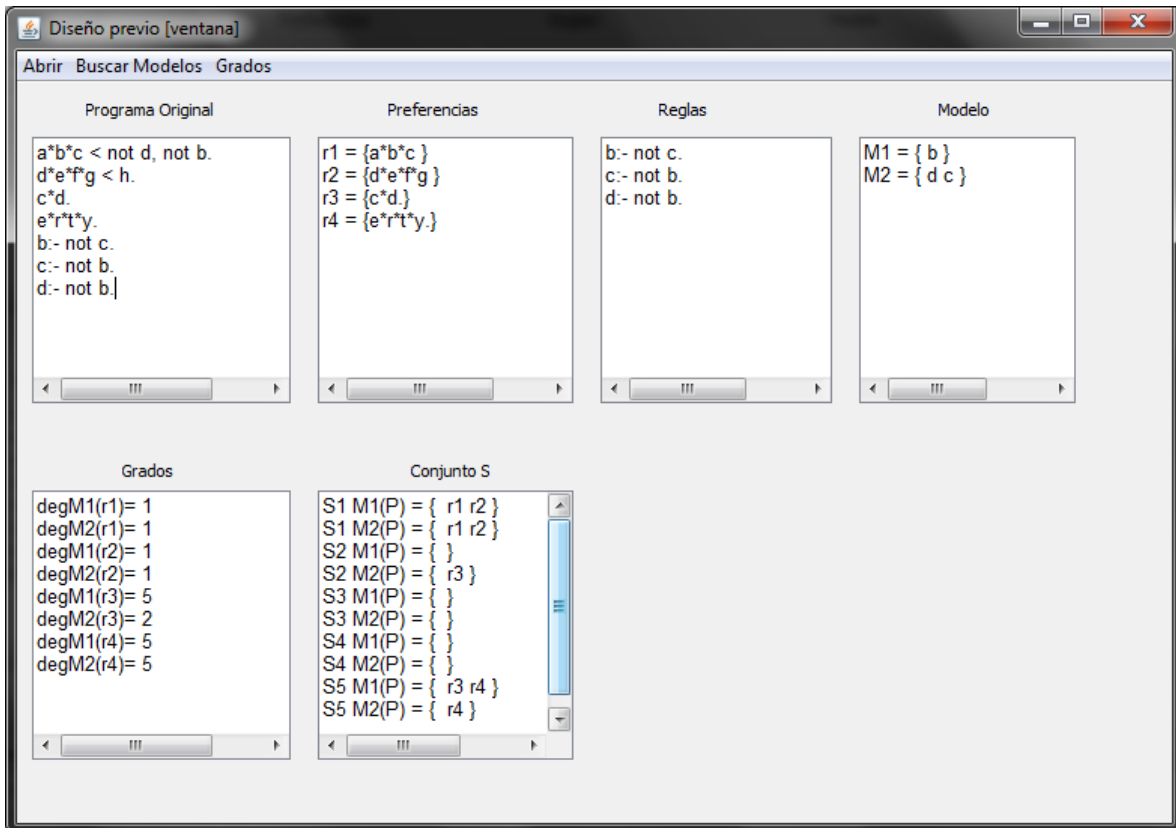 Diseño previo [ventana]
Abrir Buscar Modelos Grados
Programa Original
a*b*c < not d, not b.
d*e*f*g < h.
c*d.
e*r*t*y.
b:- not c.
c:- not b.
d:- not b.
Preferencias
r1 = {a*b*c }
r2 = {d*e*f*g }
r3 = {c*d.}
r4 = {e*r*t*y.}
Reglas
b:- not c.
c:- not b.
d:- not b.
Modelo
M1 = { b }
M2 = { d c }
Grados
degM1(r1)= 1
degM2(r1)= 1
degM1(r2)= 1
degM2(r2)= 1
degM1(r3)= 5
degM2(r3)= 2
degM1(r4)= 5
degM2(r4)= 5
Conjunto S
S1 M1(P) = { r1 r2 }
S1 M2(P) = { r1 r2 }
S2 M1(P) = { }
S2 M2(P) = { r3 }
S3 M1(P) = { }
S3 M2(P) = { }
S4 M1(P) = { }
S4 M2(P) = { }
S5 M1(P) = { r3 r4 }
S5 M2(P) = { r4 }